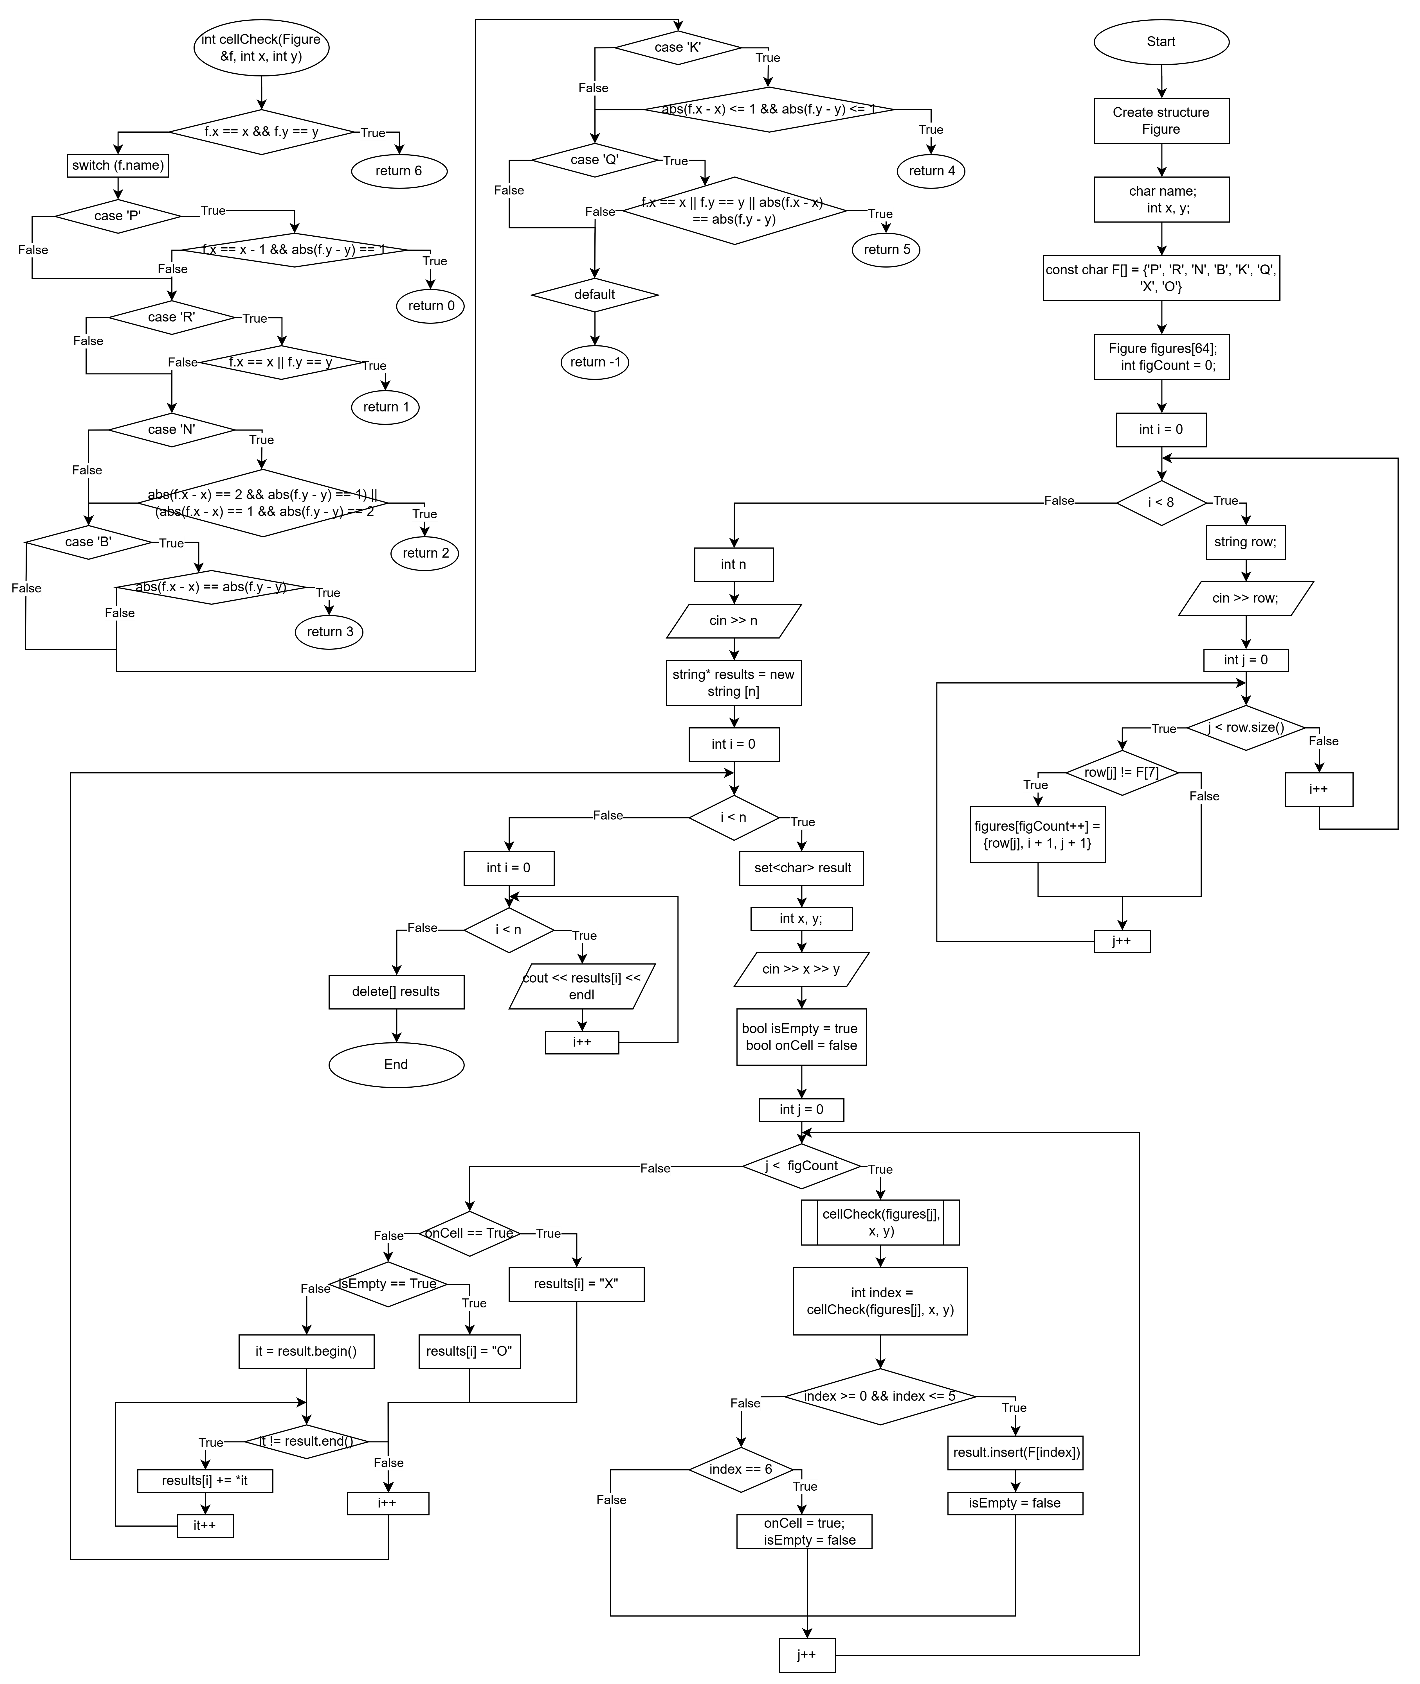 int cellCheck(Figure
&f, int x, int y)
f.x == x && f.y == y
True
return 6
switch (f.name)
case 'P'
True
False
f.x == x - 1 && abs(f.y - y) == 1
False
True
return 0
case 'R'
True
False
f.x == x || f.y == y
False
True
return 1
case 'N'
True
False
abs(f.x - x) == 2 && abs(f.y - y) == 1) ||
(abs(f.x - x) == 1 && abs(f.y - y) == 2
True
return 2
case 'B'
True
False
abs(f.x - x) == abs(f.y - y)
False
True
return 3
case 'K'
True
False
abs(f.x - x) <= 1 && abs(f.y - y) <= 1
True
return 4
case 'Q'
True
False
f.x == x || f.y == y || abs(f.x - x)
== abs(f.y - y)
False
True
return 5
default
return -1
Start
Create structure
Figure
char name;
int x, y;
const char F[] = {'P', 'R', 'N', 'B', 'K', 'Q',
'X', 'O'}
Figure figures[64];
int figCount = 0;
int i = 0
i < 8
False
True
string row;
cin >> row;
int j = 0
j < row.size()
True
False
i++
row[j] != F[7]
True
False
figures[figCount++] =
{row[j], i + 1, j + 1}
j++
int n
cin >> n
string* results = new
string [n]
int i = 0
i < n
False
True
int i = 0
i < n
False
True
delete[] results
cout << results[i] <<
endl
i++
End
set<char> result
int x, y;
cin >> x >> y
bool isEmpty = true
bool onCell = false
int j = 0
j < figCount
False
True
cellCheck(figures[j],
x, y)
int index =
cellCheck(figures[j], x, y)
index >= 0 && index <= 5
False
True
result.insert(F[index])
isEmpty = false
index == 6
False
True
onCell = true;
isEmpty = false
j++
onCell == True
False
True
results[i] = "X"
isEmpty == True
False
True
results[i] = "O"
it = result.begin()
it != result.end()
True
False
results[i] += *it
it++
i++